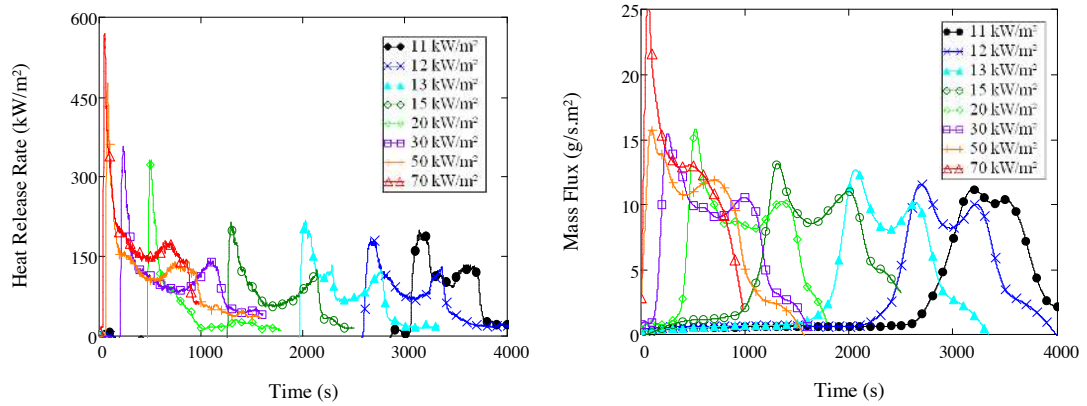 600
450
300
150
0
Heat Release Rate (kW/m²)
11 kW/m²
12 kW/m²
13 kW/m²
15 kW/m²
20 kW/m²
30 kW/m²
50 kW/m²
70 kW/m²
0 1000 2000 3000 4000
Time (s)
25
20
15
10
5
0
Mass Flux (g/s.m²)
11 kW/m²
12 kW/m²
13 kW/m²
15 kW/m²
20 kW/m²
30 kW/m²
50 kW/m²
70 kW/m²
0 1000 2000 3000 4000
Time (s)